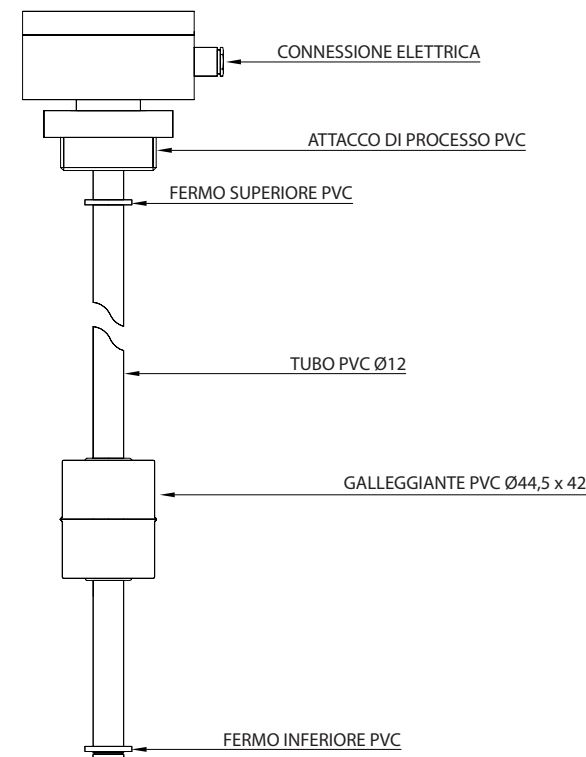 CONNESSIONE ELETTRICA
ATTACCO DI PROCESSO PVC
FERMO SUPERIORE PVC
TUBO PVC Ø12
GALLEGGIANTE PVC Ø44,5 x 42
FERMO INFERIORE PVC